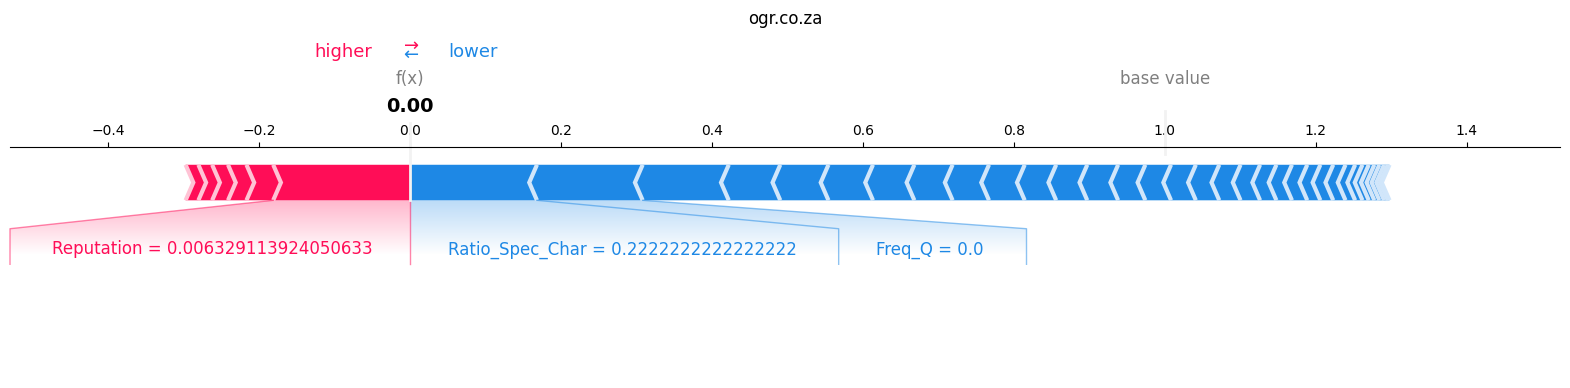 ogr.co.za
higher ⇄ lower
f(x) base value
0.00
−0.4 −0.2 0.0 0.2 0.4 0.6 0.8 1.0 1.2 1.4
Reputation = 0.006329113924050633 Ratio_Spec_Char = 0.2222222222222222 Freq_Q = 0.0